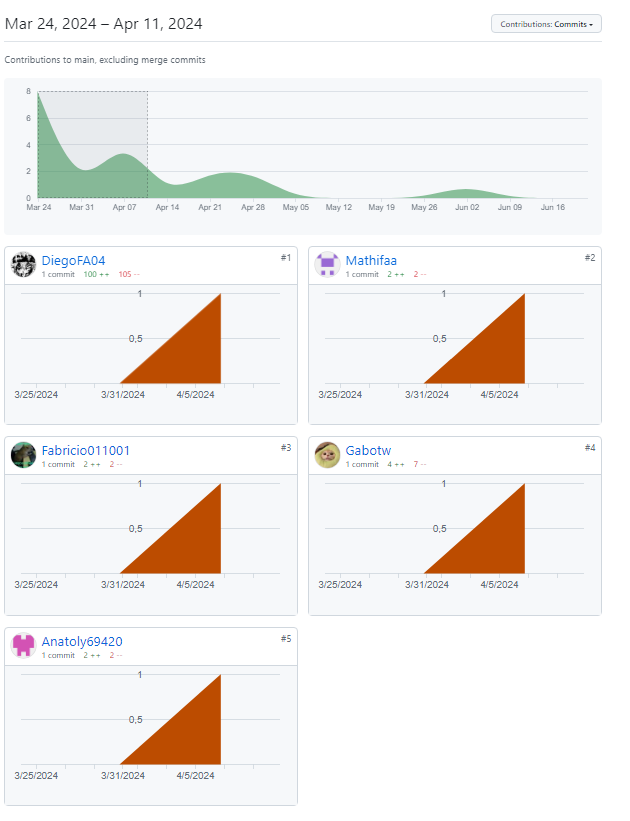 Mar 24, 2024 – Apr 11, 2024
Contributions: Commits
Contributions to main, excluding merge commits
8
6
4
2
0
Mar 24 Mar 31 Apr 07 Apr 14 Apr 21 Apr 28 May 05 May 12 May 19 May 26 Jun 02 Jun 09 Jun 16
DiegoFA04 #1
1 commit 100 ++ 105 --
1
0,5
3/25/2024 3/31/2024 4/5/2024
Mathifaa #2
1 commit 2 ++ 2 --
1
0,5
3/25/2024 3/31/2024 4/5/2024
Fabricio011001 #3
1 commit 2 ++ 2 --
1
0,5
3/25/2024 3/31/2024 4/5/2024
Gabotw #4
1 commit 4 ++ 7 --
1
0,5
3/25/2024 3/31/2024 4/5/2024
Anatoly69420 #5
1 commit 2 ++ 2 --
1
0,5
3/25/2024 3/31/2024 4/5/2024